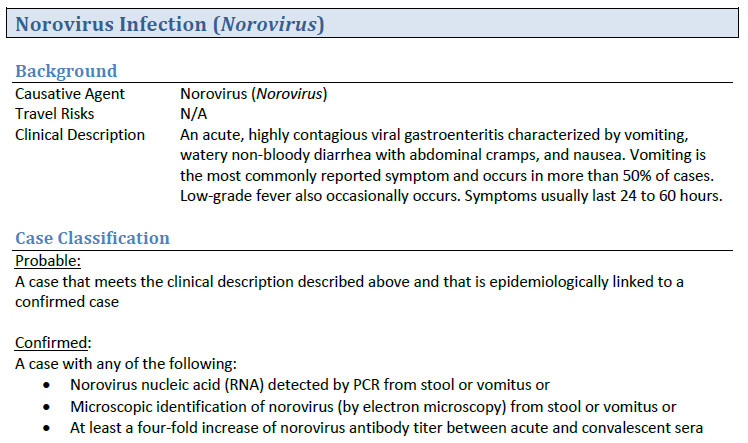 Norovirus Infection (Norovirus)
Background
Causative Agent Norovirus (Norovirus)
Travel Risks N/A
Clinical Description An acute, highly contagious viral gastroenteritis characterized by vomiting,
watery non-bloody diarrhea with abdominal cramps, and nausea. Vomiting is
the most commonly reported symptom and occurs in more than 50% of cases.
Low-grade fever also occasionally occurs. Symptoms usually last 24 to 60 hours.
Case Classification
Probable:
A case that meets the clinical description described above and that is epidemiologically linked to a
confirmed case
Confirmed:
A case with any of the following:
• Norovirus nucleic acid (RNA) detected by PCR from stool or vomitus or
• Microscopic identification of norovirus (by electron microscopy) from stool or vomitus or
• At least a four-fold increase of norovirus antibody titer between acute and convalescent sera